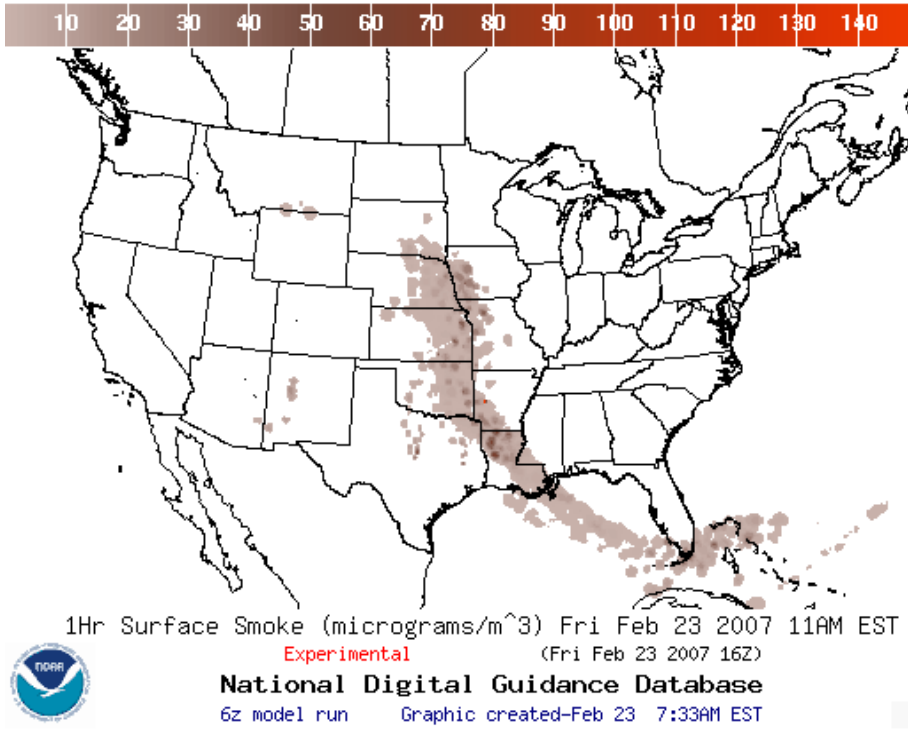 10 20 30 40 50 60 70 80 90 100 110 120 130 140
1Hr Surface Smoke (micrograms/m^3) Fri Feb 23 2007 11AM EST
Experimental (Fri Feb 23 2007 16Z)
NOAA
National Digital Guidance Database
6z model run Graphic created-Feb 23 7:33AM EST